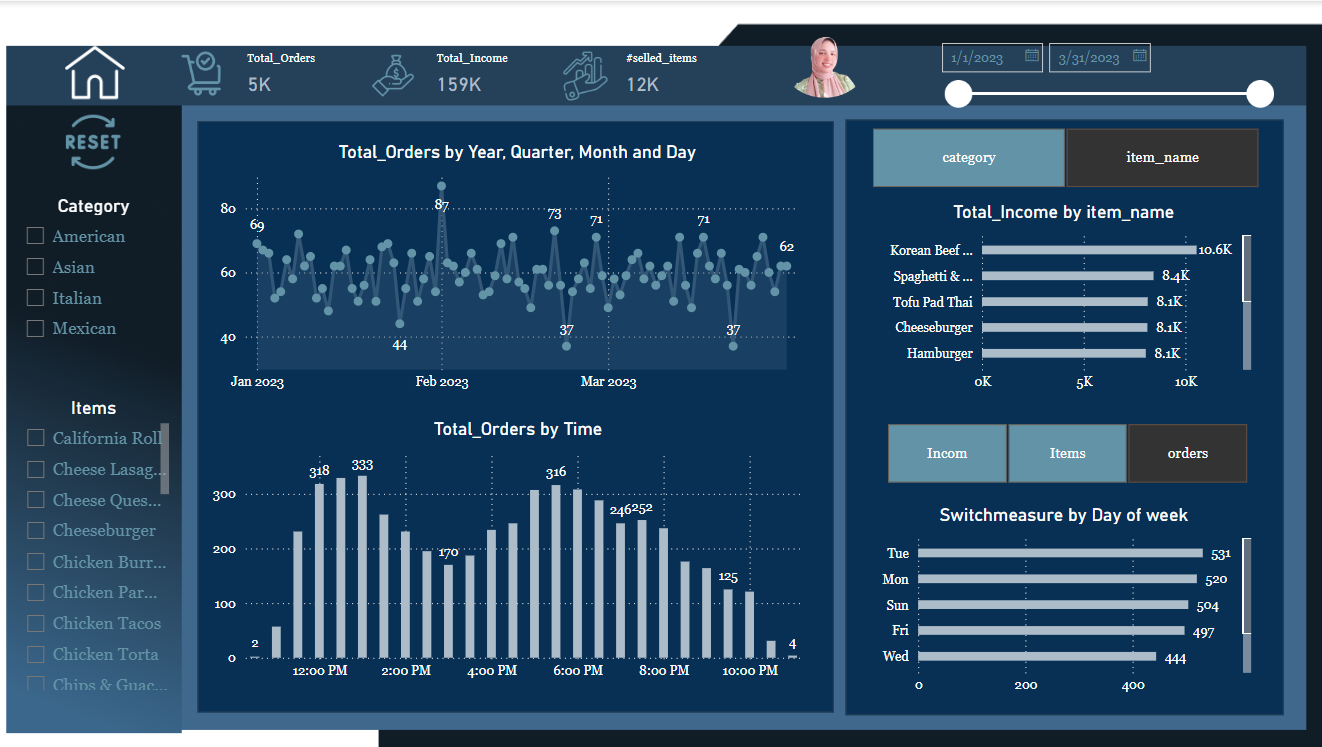 Total_Orders
5K
Total_Income
159K
#selled_items
12K
1/1/2023
3/31/2023
RESET
Category
American
Asian
Italian
Mexican
Items
California Roll
Cheese Lasag...
Cheese Ques...
Cheeseburger
Chicken Burr...
Chicken Par...
Chicken Tacos
Chicken Torta
Chips & Guac...
Total_Orders by Year, Quarter, Month and Day
80
60
40
69
87
73
71
71
62
44
37
37
Jan 2023
Feb 2023
Mar 2023
Total_Orders by Time
300
200
100
0
2
318
333
170
316
246
252
125
4
12:00 PM
2:00 PM
4:00 PM
6:00 PM
8:00 PM
10:00 PM
category
item_name
Total_Income by item_name
Korean Beef ...
10.6K
Spaghetti & ...
8.4K
Tofu Pad Thai
8.1K
Cheeseburger
8.1K
Hamburger
8.1K
0K
5K
10K
Incom
Items
orders
Switchmeasure by Day of week
Tue
531
Mon
520
Sun
504
Fri
497
Wed
444
0
200
400